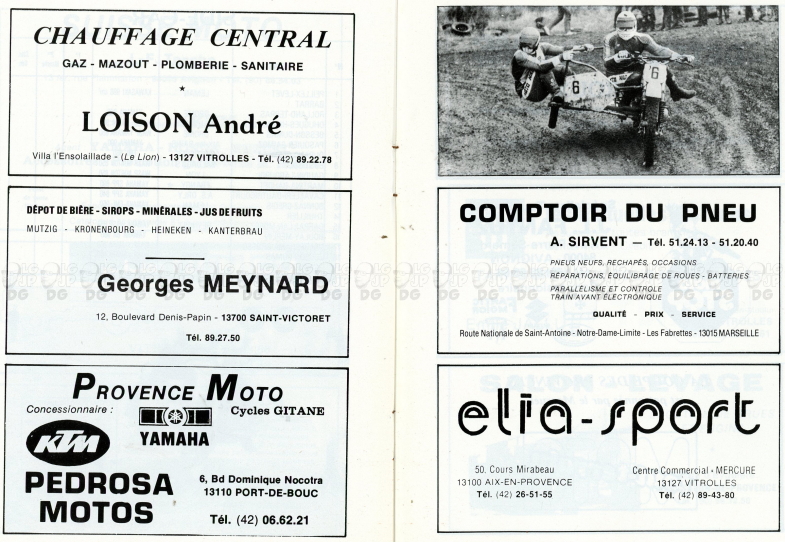 CHAUFFAGE CENTRAL
GAZ - MAZOUT - PLOMBERIE - SANITAIRE
*
LOISON André
Villa l'Ensolaillade - (Le Lion) - 13127 VITROLLES - Tél. (42) 89.22.78
DÉPOT DE BIÈRE - SIROPS - MINÉRALES - JUS DE FRUITS
MUTZIG - KRONENBOURG - HEINEKEN - KANTERBRAU
Georges MEYNARD
12, Boulevard Denis-Papin - 13700 SAINT-VICTORET
Tél. 89.27.50
PROVENCE MOTO
Concessionnaire :
Cycles GITANE
YAMAHA
KTM
PEDROSA
MOTOS
6, Bd Dominique Nocotra
13110 PORT-DE-BOUC
Tél. (42) 06.62.21
6
6
COMPTOIR DU PNEU
A. SIRVENT — Tél. 51.24.13 - 51.20.40
PNEUS NEUFS, RECHAPÉS, OCCASIONS
RÉPARATIONS, ÉQUILIBRAGE DE ROUES - BATTERIES
PARALLÉLISME ET CONTROLE
TRAIN AVANT ÉLECTRONIQUE
QUALITÉ - PRIX - SERVICE
Route Nationale de Saint-Antoine - Notre-Dame-Limite - Les Fabrettes - 13015 MARSEILLE
elia-sport
50. Cours Mirabeau
13100 AIX-EN-PROVENCE
Tél. (42) 26-51-55
Centre Commercial - MERCURE
13127 VITROLLES
Tél. (42) 89-43-80